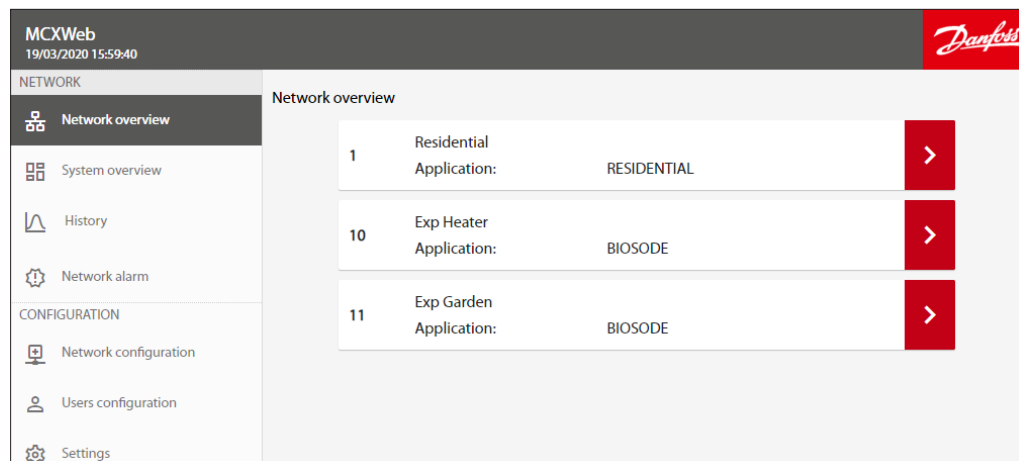 MCXWeb
19/03/2020 15:59:40
Danfoss
NETWORK
Network overview
System overview
History
Network alarm
CONFIGURATION
Network configuration
Users configuration
Settings
Network overview
1
Residential
Application: RESIDENTIAL
10
Exp Heater
Application: BIOSODE
11
Exp Garden
Application: BIOSODE